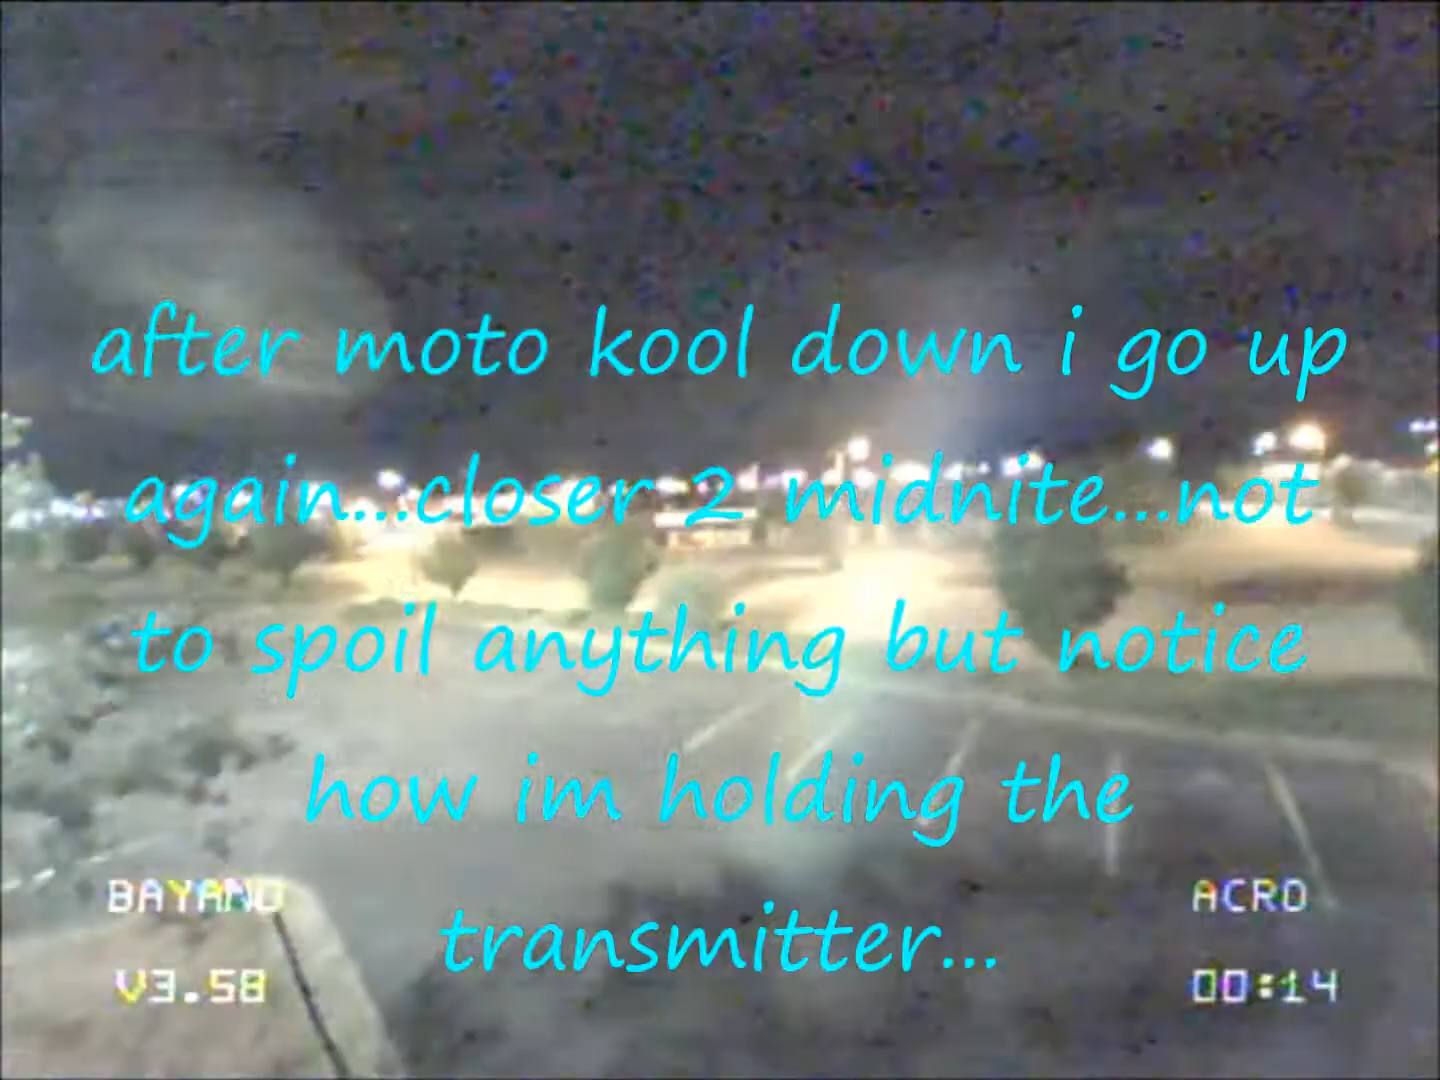 after moto kool down i go up
again...closer 2 midnite...not
to spoil anything but notice
how im holding the
transmitter...
BAYANO
ACRO
V3.58
00:14